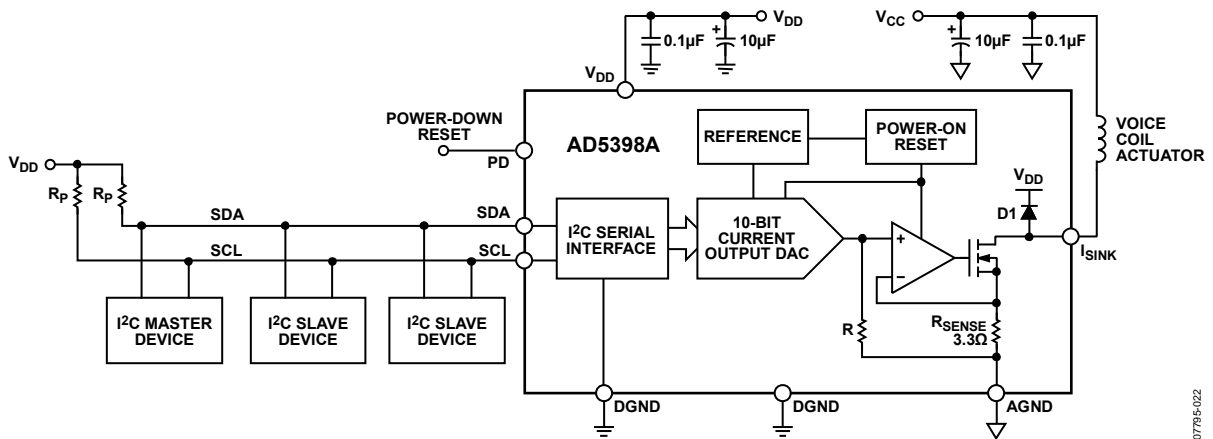 VDD
0.1µF
10µF
VDD
VCC
10µF
0.1µF
VOICE
COIL
ACTUATOR
POWER-DOWN
RESET
PD
AD5398A
REFERENCE
POWER-ON
RESET
VDD
RP
RP
SDA
SCL
SDA
SCL
I²C SERIAL
INTERFACE
10-BIT
CURRENT
OUTPUT DAC
+
−
VDD
D1
ISINK
I²C MASTER
DEVICE
I²C SLAVE
DEVICE
I²C SLAVE
DEVICE
R
RSENSE
3.3Ω
DGND
DGND
AGND
07795-022